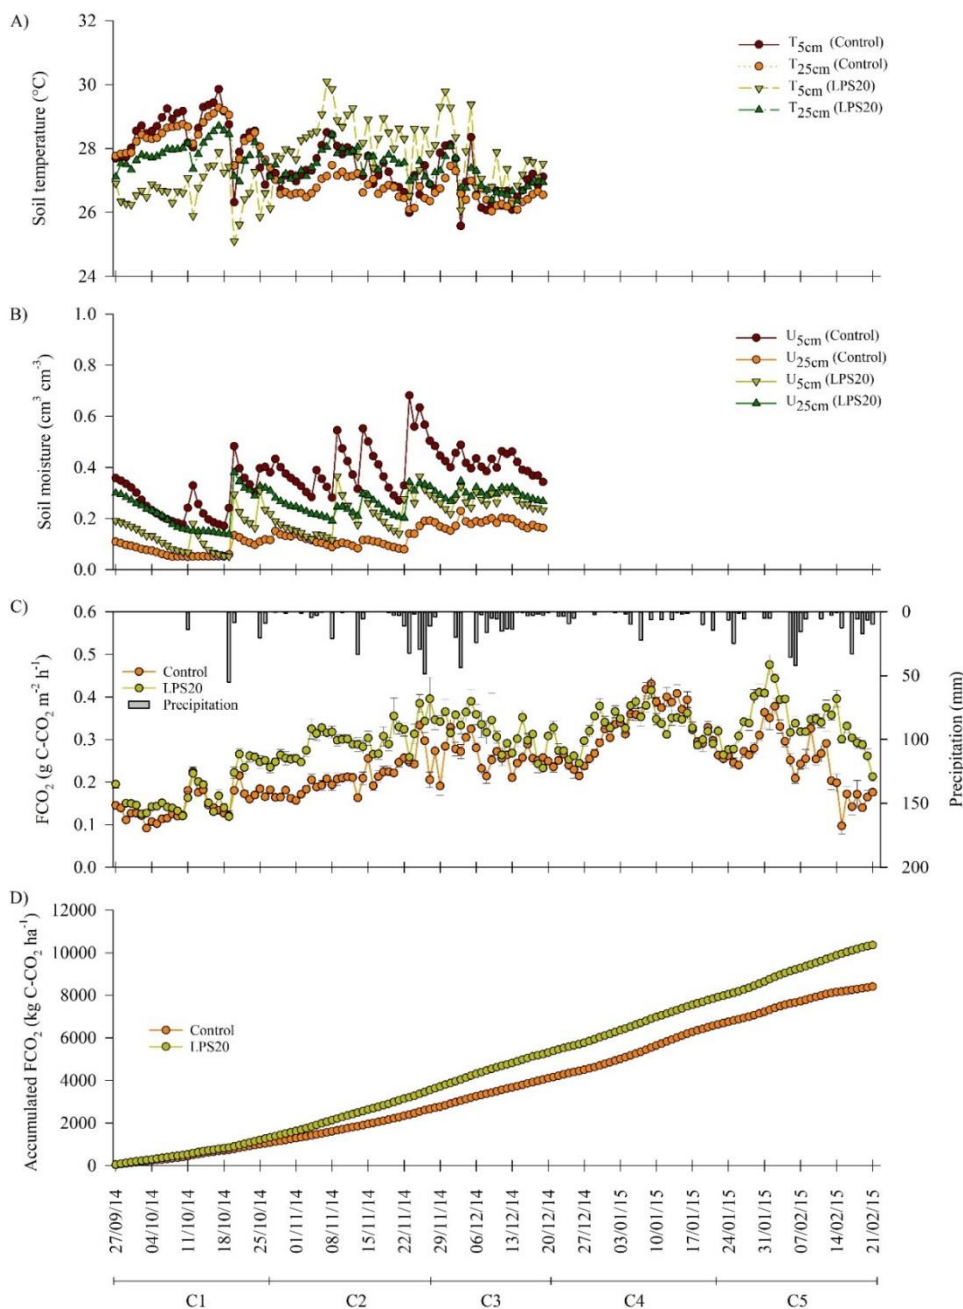 A)
32
30
28
26
24
Soil temperature (°C)
T5cm (Control)
T25cm (Control)
T5cm (LPS20)
T25cm (LPS20)
B)
1.0
0.8
0.6
0.4
0.2
0.0
Soil moisture (cm3 cm-3)
U5cm (Control)
U25cm (Control)
U5cm (LPS20)
U25cm (LPS20)
C)
0.6
0.5
0.4
0.3
0.2
0.1
0.0
FCO2 (g C-CO2 m-2 h-1)
Control
LPS20
Precipitation
0
50
100
150
200
Precipitation (mm)
D)
12000
10000
8000
6000
4000
2000
0
Accumulated FCO2 (kg C-CO2 ha-1)
Control
LPS20
27/09/14
04/10/14
11/10/14
18/10/14
25/10/14
01/11/14
08/11/14
15/11/14
22/11/14
29/11/14
06/12/14
13/12/14
20/12/14
27/12/14
03/01/15
10/01/15
17/01/15
24/01/15
31/01/15
07/02/15
14/02/15
21/02/15
C1 C2 C3 C4 C5